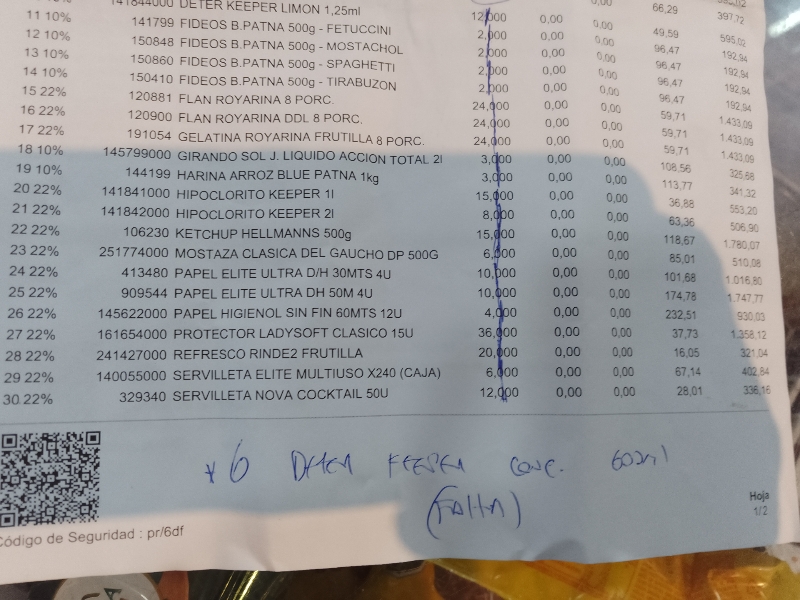 0,00 66,29 397,72
141844000 DETER KEEPER LIMON 1,25ml 12,000 0,00 0,00 49,59 595,02
11 10% 141799 FIDEOS B.PATNA 500g - FETUCCINI 2,000 0,00 0,00 96,47 192,94
12 10% 150848 FIDEOS B.PATNA 500g - MOSTACHOL 2,000 0,00 0,00 96,47 192,94
13 10% 150860 FIDEOS B.PATNA 500g - SPAGHETTI 2,000 0,00 0,00 96,47 192,94
14 10% 150410 FIDEOS B.PATNA 500g - TIRABUZON 2,000 0,00 0,00 96,47 192,94
15 22% 120881 FLAN ROYARINA 8 PORC. 24,000 0,00 0,00 59,71 1.433,09
16 22% 120900 FLAN ROYARINA DDL 8 PORC. 24,000 0,00 0,00 59,71 1.433,09
17 22% 191054 GELATINA ROYARINA FRUTILLA 8 PORC. 24,000 0,00 0,00 59,71 1.433,09
18 10% 145799000 GIRANDO SOL J. LIQUIDO ACCION TOTAL 2l 3,000 0,00 0,00 108,56 325,68
19 10% 144199 HARINA ARROZ BLUE PATNA 1kg 3,000 0,00 0,00 113,77 341,32
20 22% 141841000 HIPOCLORITO KEEPER 1l 15,000 0,00 0,00 36,88 553,20
21 22% 141842000 HIPOCLORITO KEEPER 2l 8,000 0,00 0,00 63,36 506,90
22 22% 106230 KETCHUP HELLMANNS 500g 15,000 0,00 0,00 118,67 1.780,07
23 22% 251774000 MOSTAZA CLASICA DEL GAUCHO DP 500G 6,000 0,00 0,00 85,01 510,08
24 22% 413480 PAPEL ELITE ULTRA D/H 30MTS 4U 10,000 0,00 0,00 101,68 1.016,80
25 22% 909544 PAPEL ELITE ULTRA DH 50M 4U 10,000 0,00 0,00 174,78 1.747,77
26 22% 145622000 PAPEL HIGIENOL SIN FIN 60MTS 12U 4,000 0,00 0,00 232,51 930,03
27 22% 161654000 PROTECTOR LADYSOFT CLASICO 15U 36,000 0,00 0,00 37,73 1.358,12
28 22% 241427000 REFRESCO RINDE2 FRUTILLA 20,000 0,00 0,00 16,05 321,04
29 22% 140055000 SERVILLETA ELITE MULTIUSO X240 (CAJA) 6,000 0,00 0,00 67,14 402,84
30 22% 329340 SERVILLETA NOVA COCKTAIL 50U 12,000 0,00 0,00 28,01 336,16
6 DETER KEEPER CONC.
(FALTA)
Hoja
1/2
Código de Seguridad : pr/6df